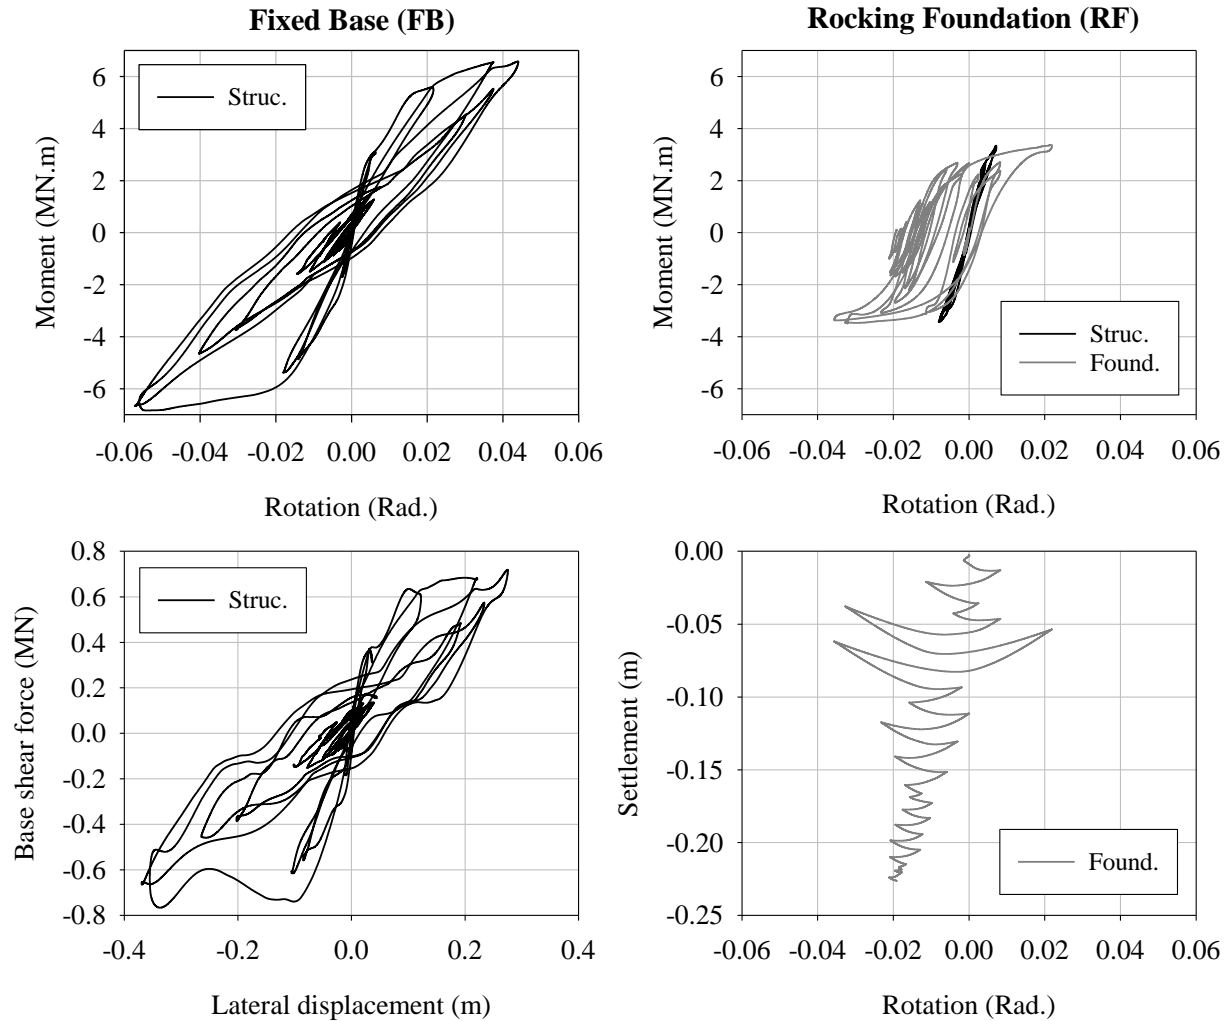 Fixed Base (FB)
Rocking Foundation (RF)
6
4
2
0
-2
-4
-6
Moment (MN.m)
Struc.
-0.06 -0.04 -0.02 0.00 0.02 0.04 0.06
Rotation (Rad.)
6
4
2
0
-2
-4
-6
Moment (MN.m)
Struc.
Found.
-0.06 -0.04 -0.02 0.00 0.02 0.04 0.06
Rotation (Rad.)
0.8
0.6
0.4
0.2
0.0
-0.2
-0.4
-0.6
-0.8
Base shear force (MN)
Struc.
-0.4 -0.2 0.0 0.2 0.4
Lateral displacement (m)
0.00
-0.05
-0.10
-0.15
-0.20
-0.25
Settlement (m)
Found.
-0.06 -0.04 -0.02 0.00 0.02 0.04 0.06
Rotation (Rad.)